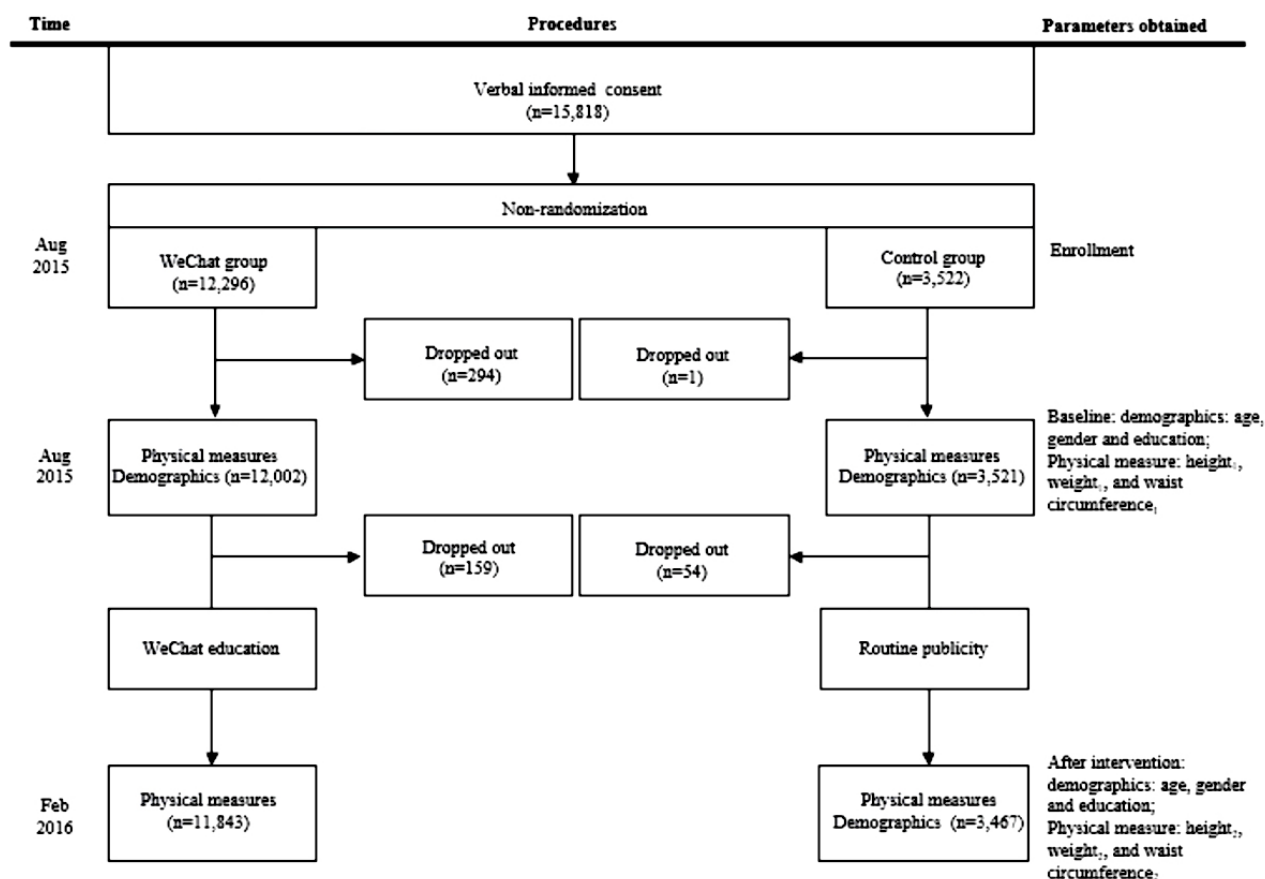 Time
Procedures
Parameters obtained
Verbal informed consent
(n=15,818)
Non-randomization
Aug
2015
WeChat group
(n=12,296)
Control group
(n=3,522)
Enrollment
Dropped out
(n=294)
Dropped out
(n=1)
Aug
2015
Physical measures
Demographics (n=12,002)
Physical measures
Demographics (n=3,521)
Baseline: demographics: age,
gender and education;
Physical measure: height₁,
weight₁, and waist
circumference₁
Dropped out
(n=159)
Dropped out
(n=54)
WeChat education
Routine publicity
Feb
2016
Physical measures
(n=11,843)
Physical measures
Demographics (n=3,467)
After intervention:
demographics: age, gender
and education;
Physical measure: height₂,
weight₂, and waist
circumference₂